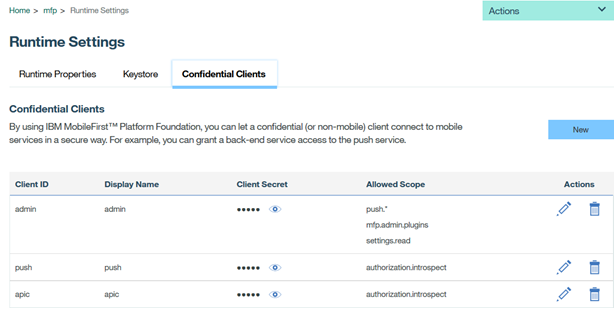 Home > mfp > Runtime Settings
Actions
Runtime Settings
Runtime Properties Keystore Confidential Clients
Confidential Clients
By using IBM MobileFirst™ Platform Foundation, you can let a confidential (or non-mobile) client connect to mobile
services in a secure way. For example, you can grant a back-end service access to the push service.
New
Client ID Display Name Client Secret Allowed Scope Actions
admin admin ••••• push.*
mfp.admin.plugins
settings.read
push push ••••• authorization.introspect
apic apic ••••• authorization.introspect